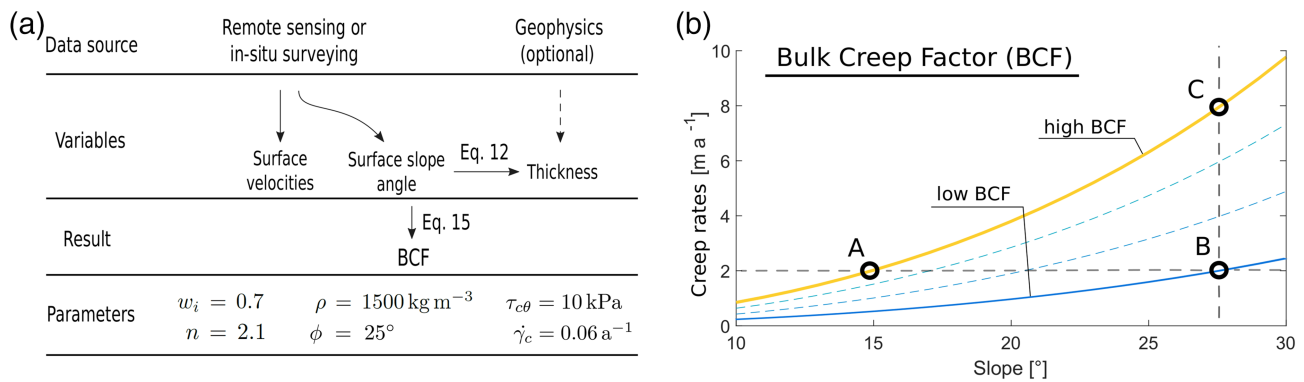 (a)
Data source
Remote sensing or
in-situ surveying
Geophysics
(optional)
Variables
Surface
velocities
Surface slope
angle
Eq. 12
Thickness
Eq. 15
Result
BCF
Parameters
w_i = 0.7
ρ = 1500 kg m⁻³
τ_cθ = 10 kPa
n = 2.1
ϕ = 25°
γ̇_c = 0.06 a⁻¹
(b)
Bulk Creep Factor (BCF)
Creep rates [m a⁻¹]
10
8
6
4
2
0
high BCF
low BCF
A
B
C
10
15
20
25
30
Slope [°]